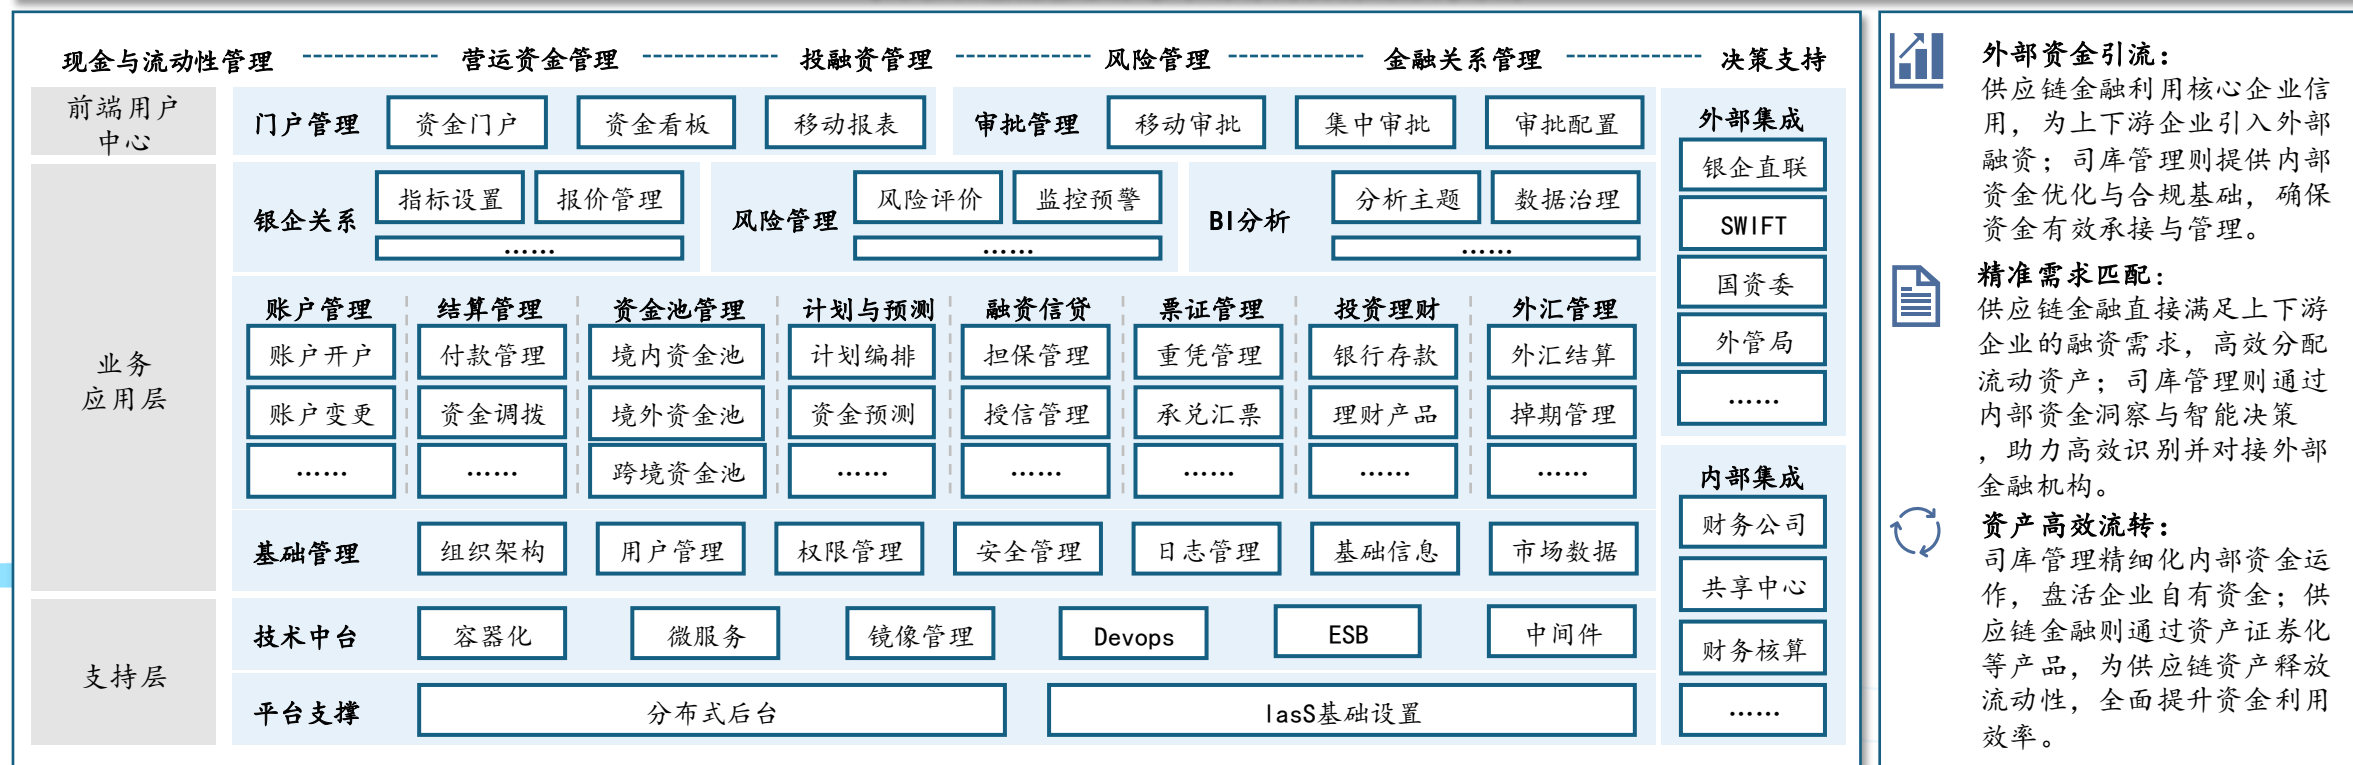 现金与流动性管理 营运资金管理 投融资管理 风险管理 金融关系管理 决策支持
前端用户
中心
门户管理 资金门户 资金看板 移动报表
审批管理 移动审批 集中审批 审批配置
业务
应用层
银企关系 指标设置 报价管理
……
风险管理 风险评价 监控预警
……
BI分析 分析主题 数据治理
……
账户管理 结算管理 资金池管理 计划与预测 融资信贷 票证管理 投资理财 外汇管理
账户开户 付款管理 境内资金池 计划编排 担保管理 重凭管理 银行存款 外汇结算
账户变更 资金调拨 境外资金池 资金预测 授信管理 承兑汇票 理财产品 掉期管理
…… …… 跨境资金池 …… …… …… …… ……
基础管理 组织架构 用户管理 权限管理 安全管理 日志管理 基础信息 市场数据
支持层
技术中台 容器化 微服务 镜像管理 Devops ESB 中间件
平台支撑 分布式后台 IasS基础设置
外部集成
银企直联
SWIFT
国资委
外管局
……
内部集成
财务公司
共享中心
财务核算
……
外部资金引流：
供应链金融利用核心企业信
用，为上下游企业引入外部
融资；司库管理则提供内部
资金优化与合规基础，确保
资金有效承接与管理。
精准需求匹配：
供应链金融直接满足上下游
企业的融资需求，高效分配
流动资产；司库管理则通过
内部资金洞察与智能决策
，助力高效识别并对接外部
金融机构。
资产高效流转：
司库管理精细化内部资金运
作，盘活企业自有资金；供
应链金融则通过资产证券化
等产品，为供应链资产释放
流动性，全面提升资金利用
效率。